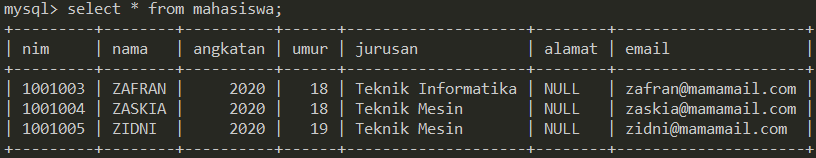 mysql> select * from mahasiswa;
+---------+--------+----------+------+--------------------+--------+---------------------+
| nim     | nama   | angkatan | umur | jurusan            | alamat | email               |
+---------+--------+----------+------+--------------------+--------+---------------------+
| 1001003 | ZAFRAN |     2020 |   18 | Teknik Informatika | NULL   | zafran@mamamail.com |
| 1001004 | ZASKIA |     2020 |   18 | Teknik Mesin       | NULL   | zaskia@mamamail.com |
| 1001005 | ZIDNI  |     2020 |   19 | Teknik Mesin       | NULL   | zidni@mamamail.com  |
+---------+--------+----------+------+--------------------+--------+---------------------+